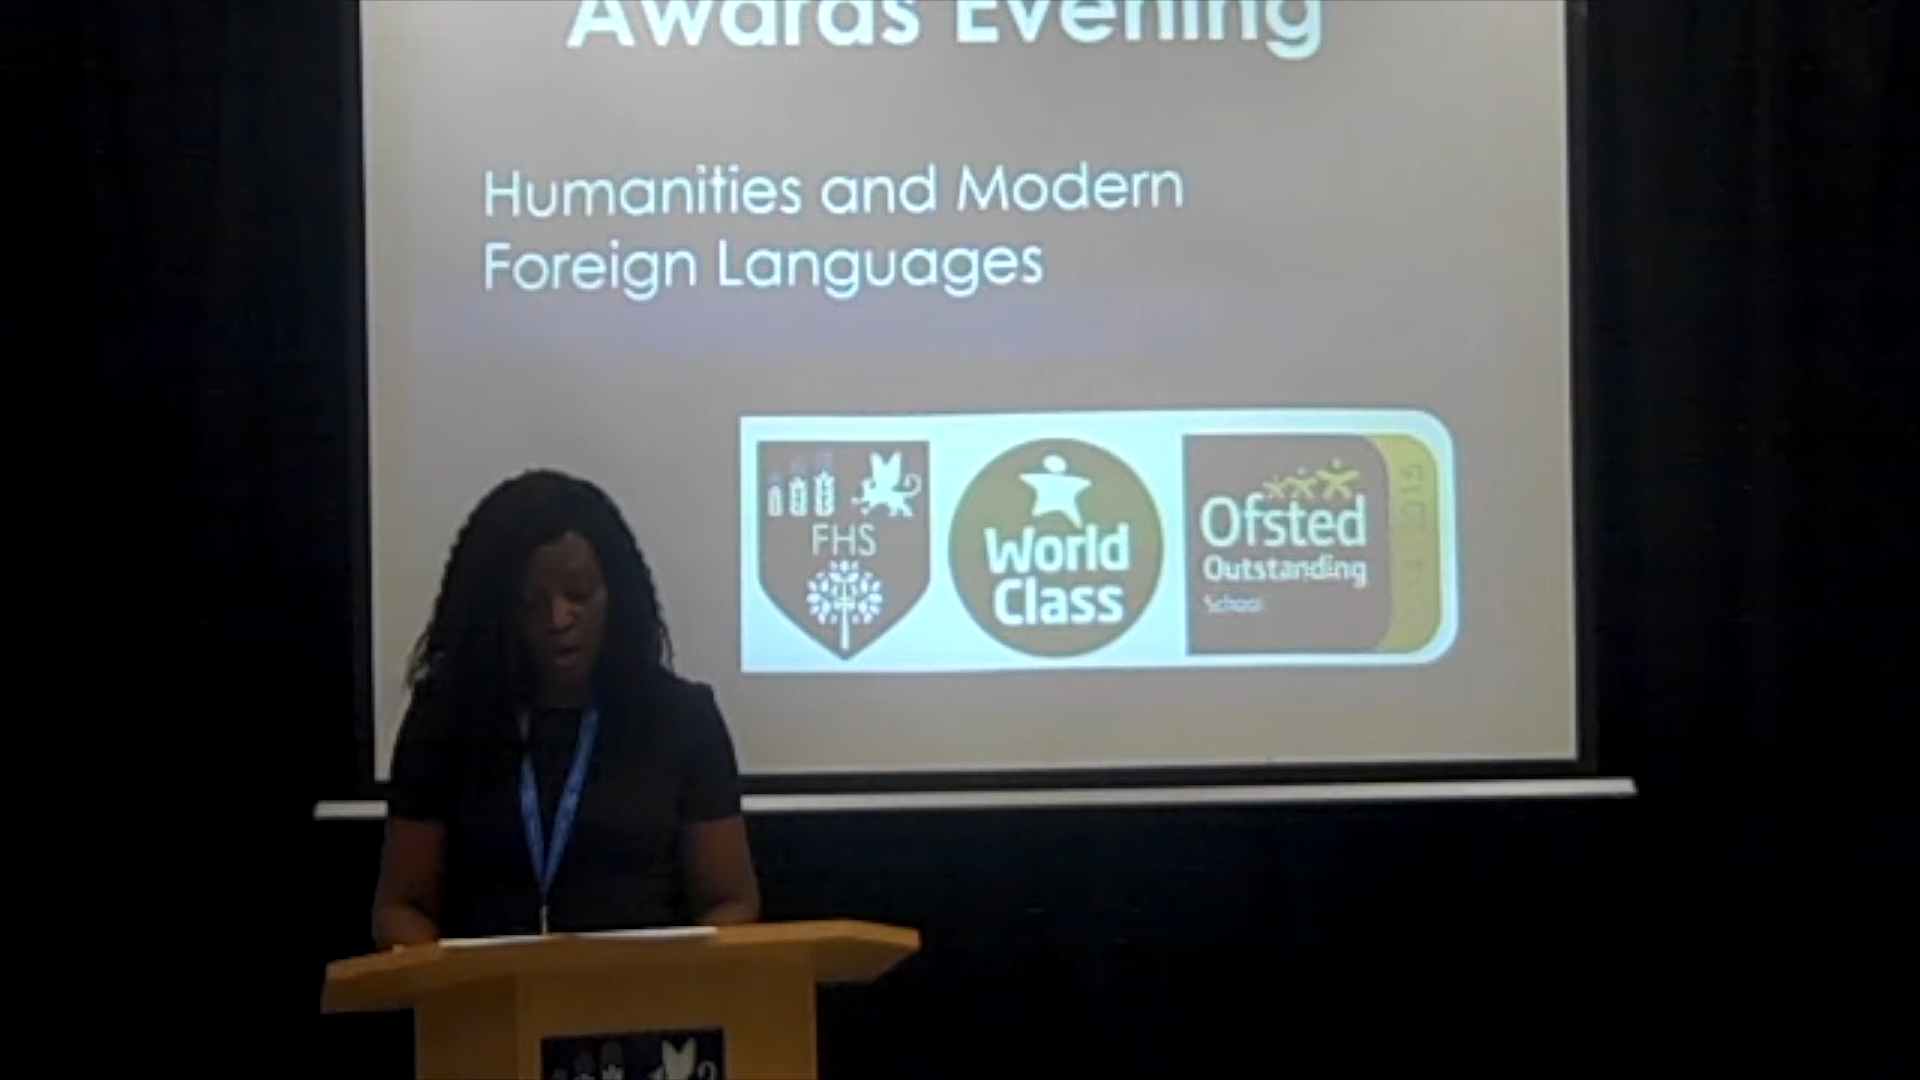 Awards Evening
Humanities and Modern
Foreign Languages
FHS
World
Class
Ofsted
Outstanding
School